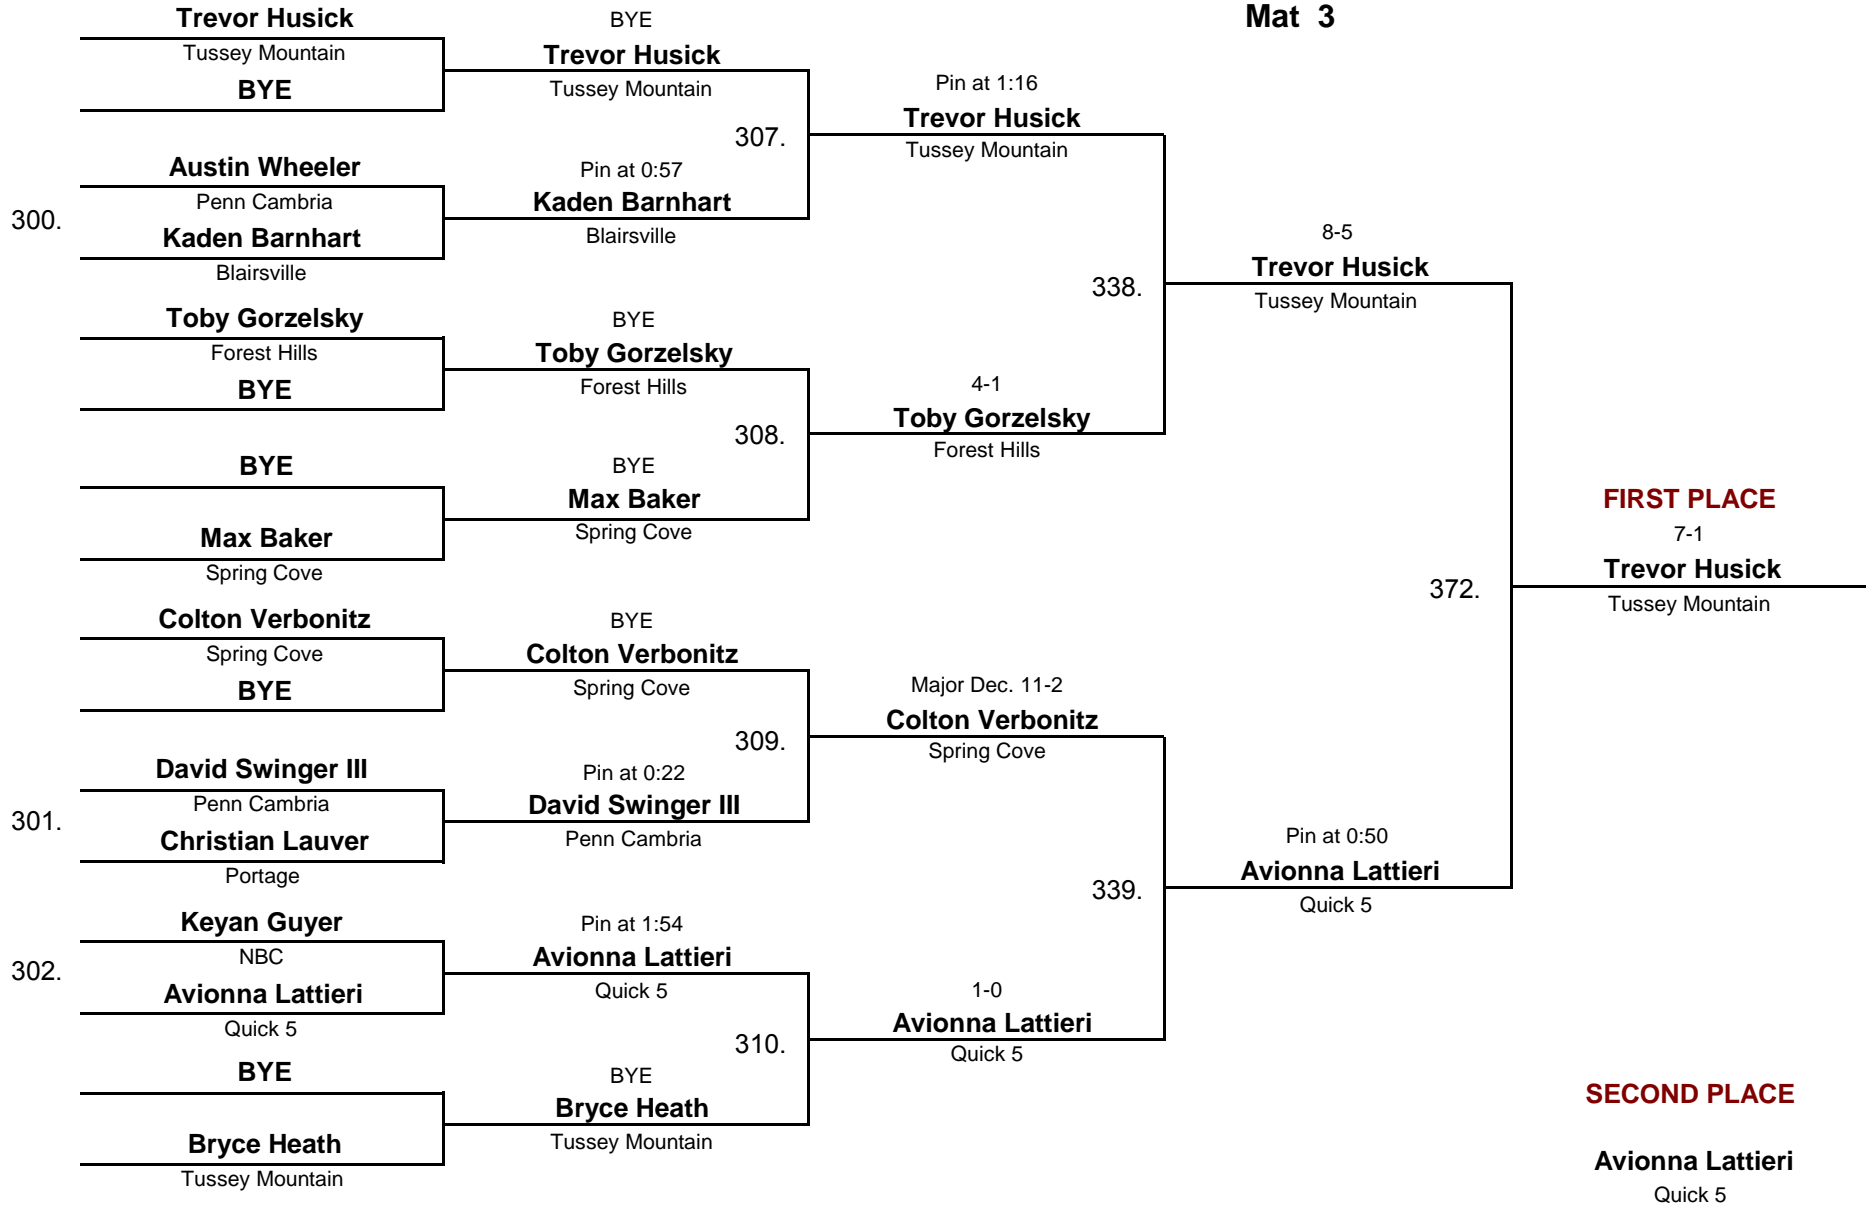 Mat 3
Trevor Husick
Tussey Mountain
BYE
300.
Austin Wheeler
Penn Cambria
Kaden Barnhart
Blairsville
Toby Gorzelsky
Forest Hills
BYE
BYE
Max Baker
Spring Cove
Colton Verbonitz
Spring Cove
BYE
301.
David Swinger III
Penn Cambria
Christian Lauver
Portage
302.
Keyan Guyer
NBC
Avionna Lattieri
Quick 5
BYE
Bryce Heath
Tussey Mountain
BYE
Trevor Husick
Tussey Mountain
307.
Pin at 0:57
Kaden Barnhart
Blairsville
BYE
Toby Gorzelsky
Forest Hills
308.
BYE
Max Baker
Spring Cove
BYE
Colton Verbonitz
Spring Cove
309.
Pin at 0:22
David Swinger III
Penn Cambria
Pin at 1:54
Avionna Lattieri
Quick 5
310.
BYE
Bryce Heath
Tussey Mountain
Pin at 1:16
Trevor Husick
Tussey Mountain
338.
4-1
Toby Gorzelsky
Forest Hills
Major Dec. 11-2
Colton Verbonitz
Spring Cove
339.
1-0
Avionna Lattieri
Quick 5
8-5
Trevor Husick
Tussey Mountain
372.
Pin at 0:50
Avionna Lattieri
Quick 5
FIRST PLACE
7-1
Trevor Husick
Tussey Mountain
SECOND PLACE
Avionna Lattieri
Quick 5